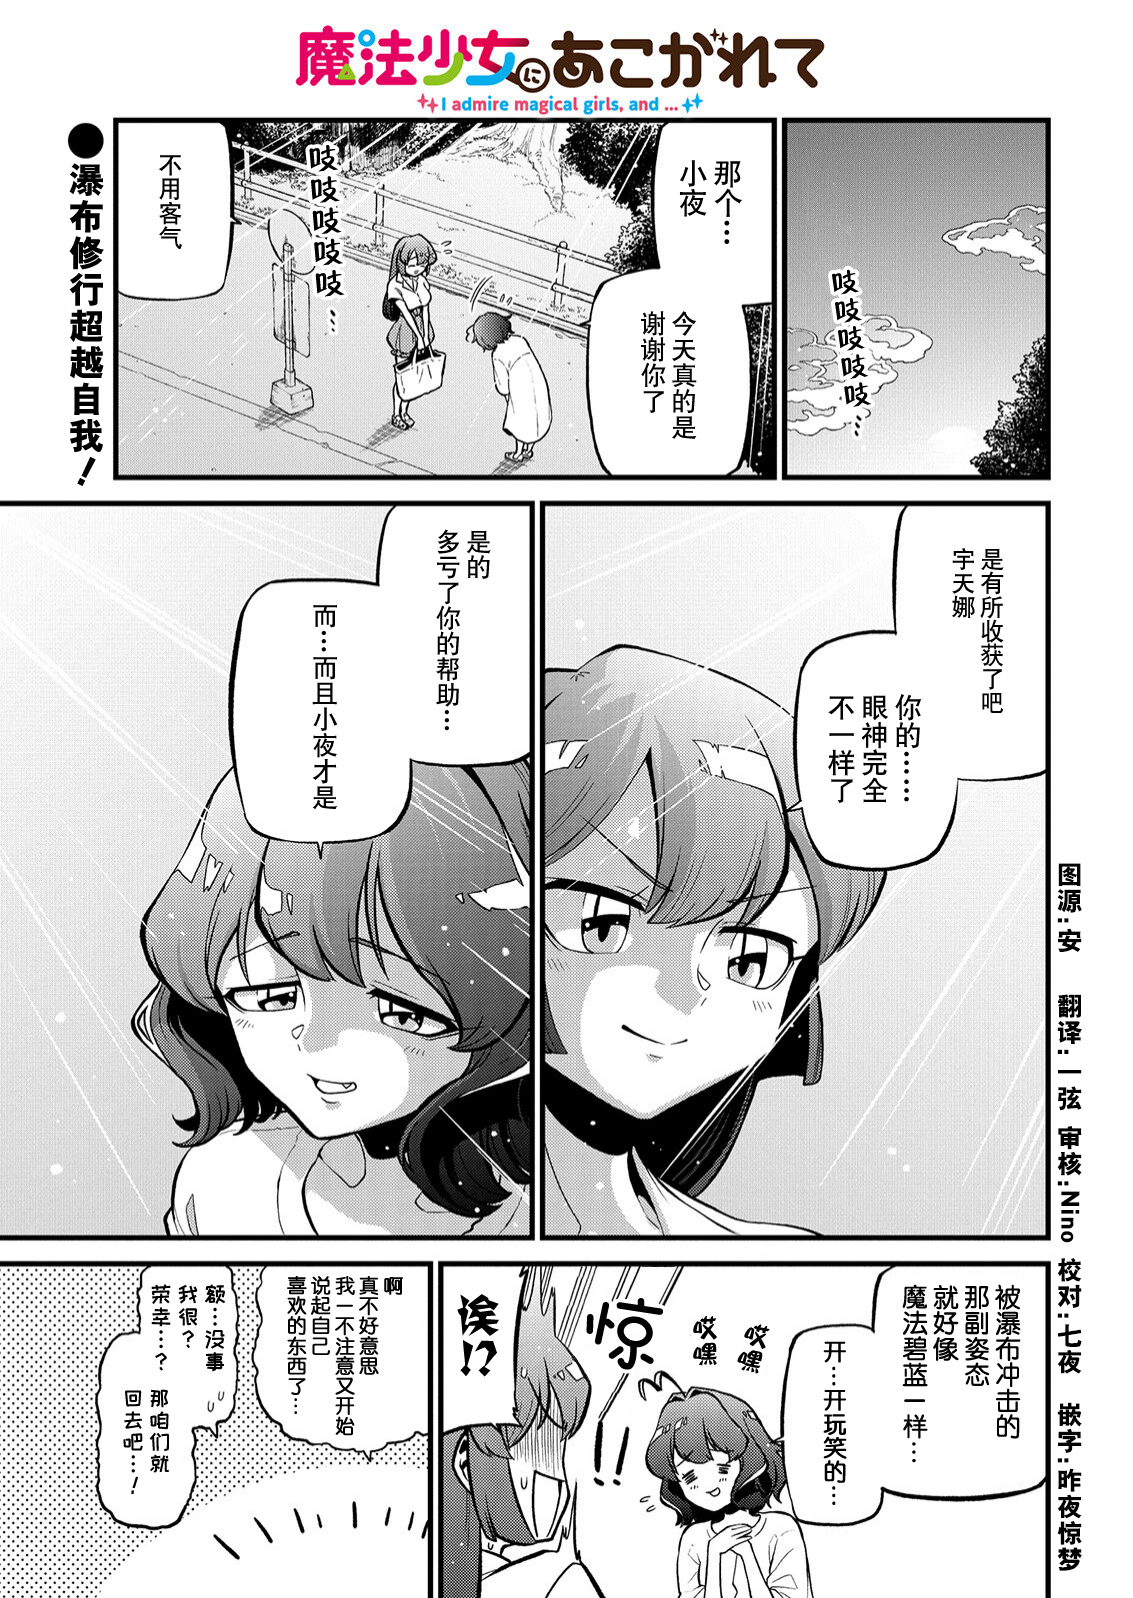 魔法少女にあこがれて
I admire magical girls, and ...
●瀑布修行超越自我！
吱吱吱吱吱…
那个…
小夜
今天真的是
谢谢你了
吱吱吱吱吱…
不用客气
是有所收获了吧
宇天娜
你的……
眼神完全
不一样了
是的
多亏了你的帮助…
而…而且小夜才是
被瀑布冲击的
那副姿态
就好像
魔法碧蓝一样…
开…开玩笑的…
哎嘿
哎嘿
惊
!!
诶!?
啊
真不好意思
我一不注意又开始
说起自己
喜欢的东西了…
额…没事
我很?
荣幸…?
那咱们就
回去吧…!
图源:安 翻译:一弦 审核:Nino 校对:七夜 嵌字:昨夜惊梦